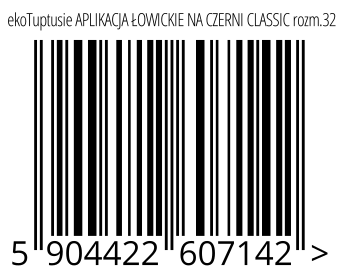 ekoTuptusie APLIKACJA ŁOWICKIE NA CZERNI CLASSIC rozm.32
5 904422 607142 >